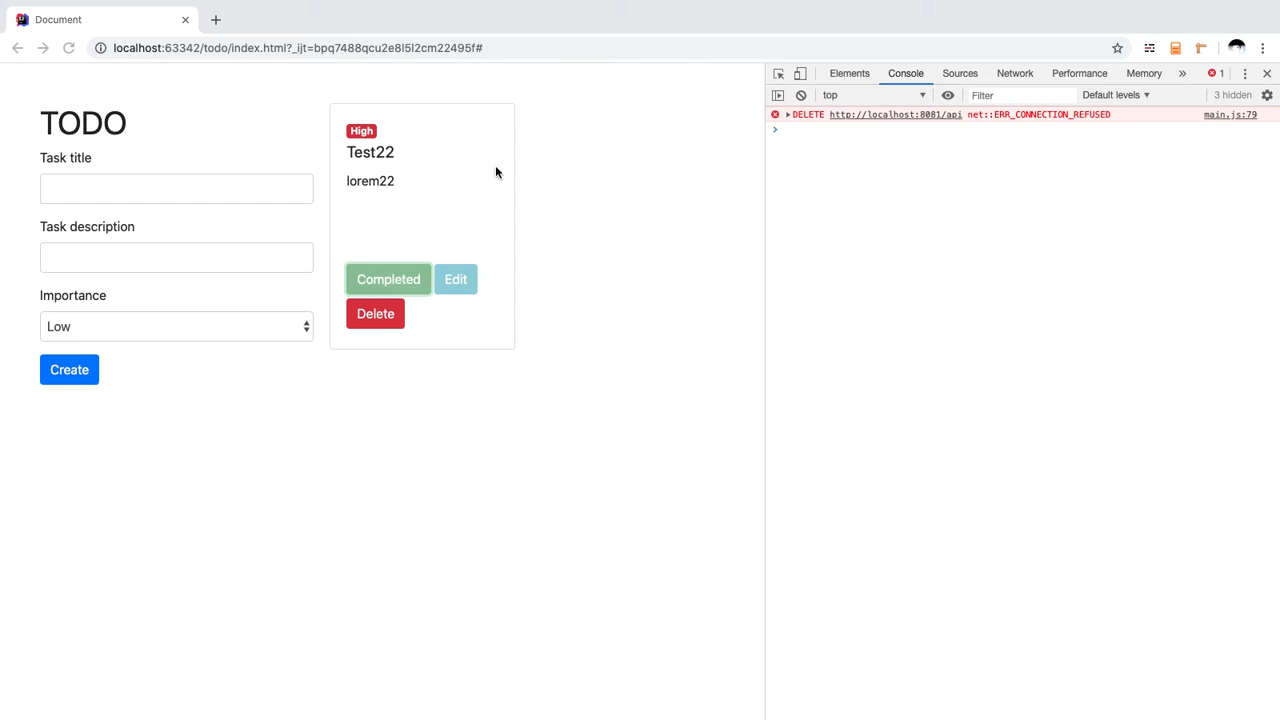 Document
localhost:63342/todo/index.html?_ijt=bpq7488qcu2e8l5l2cm22495f#
Elements Console Sources Network Performance Memory » 1
top Filter Default levels 3 hidden
DELETE http://localhost:8081/api net::ERR_CONNECTION_REFUSED main.js:79
TODO
Task title
Task description
Importance
Low
Create
High
Test22
lorem22
Completed Edit
Delete